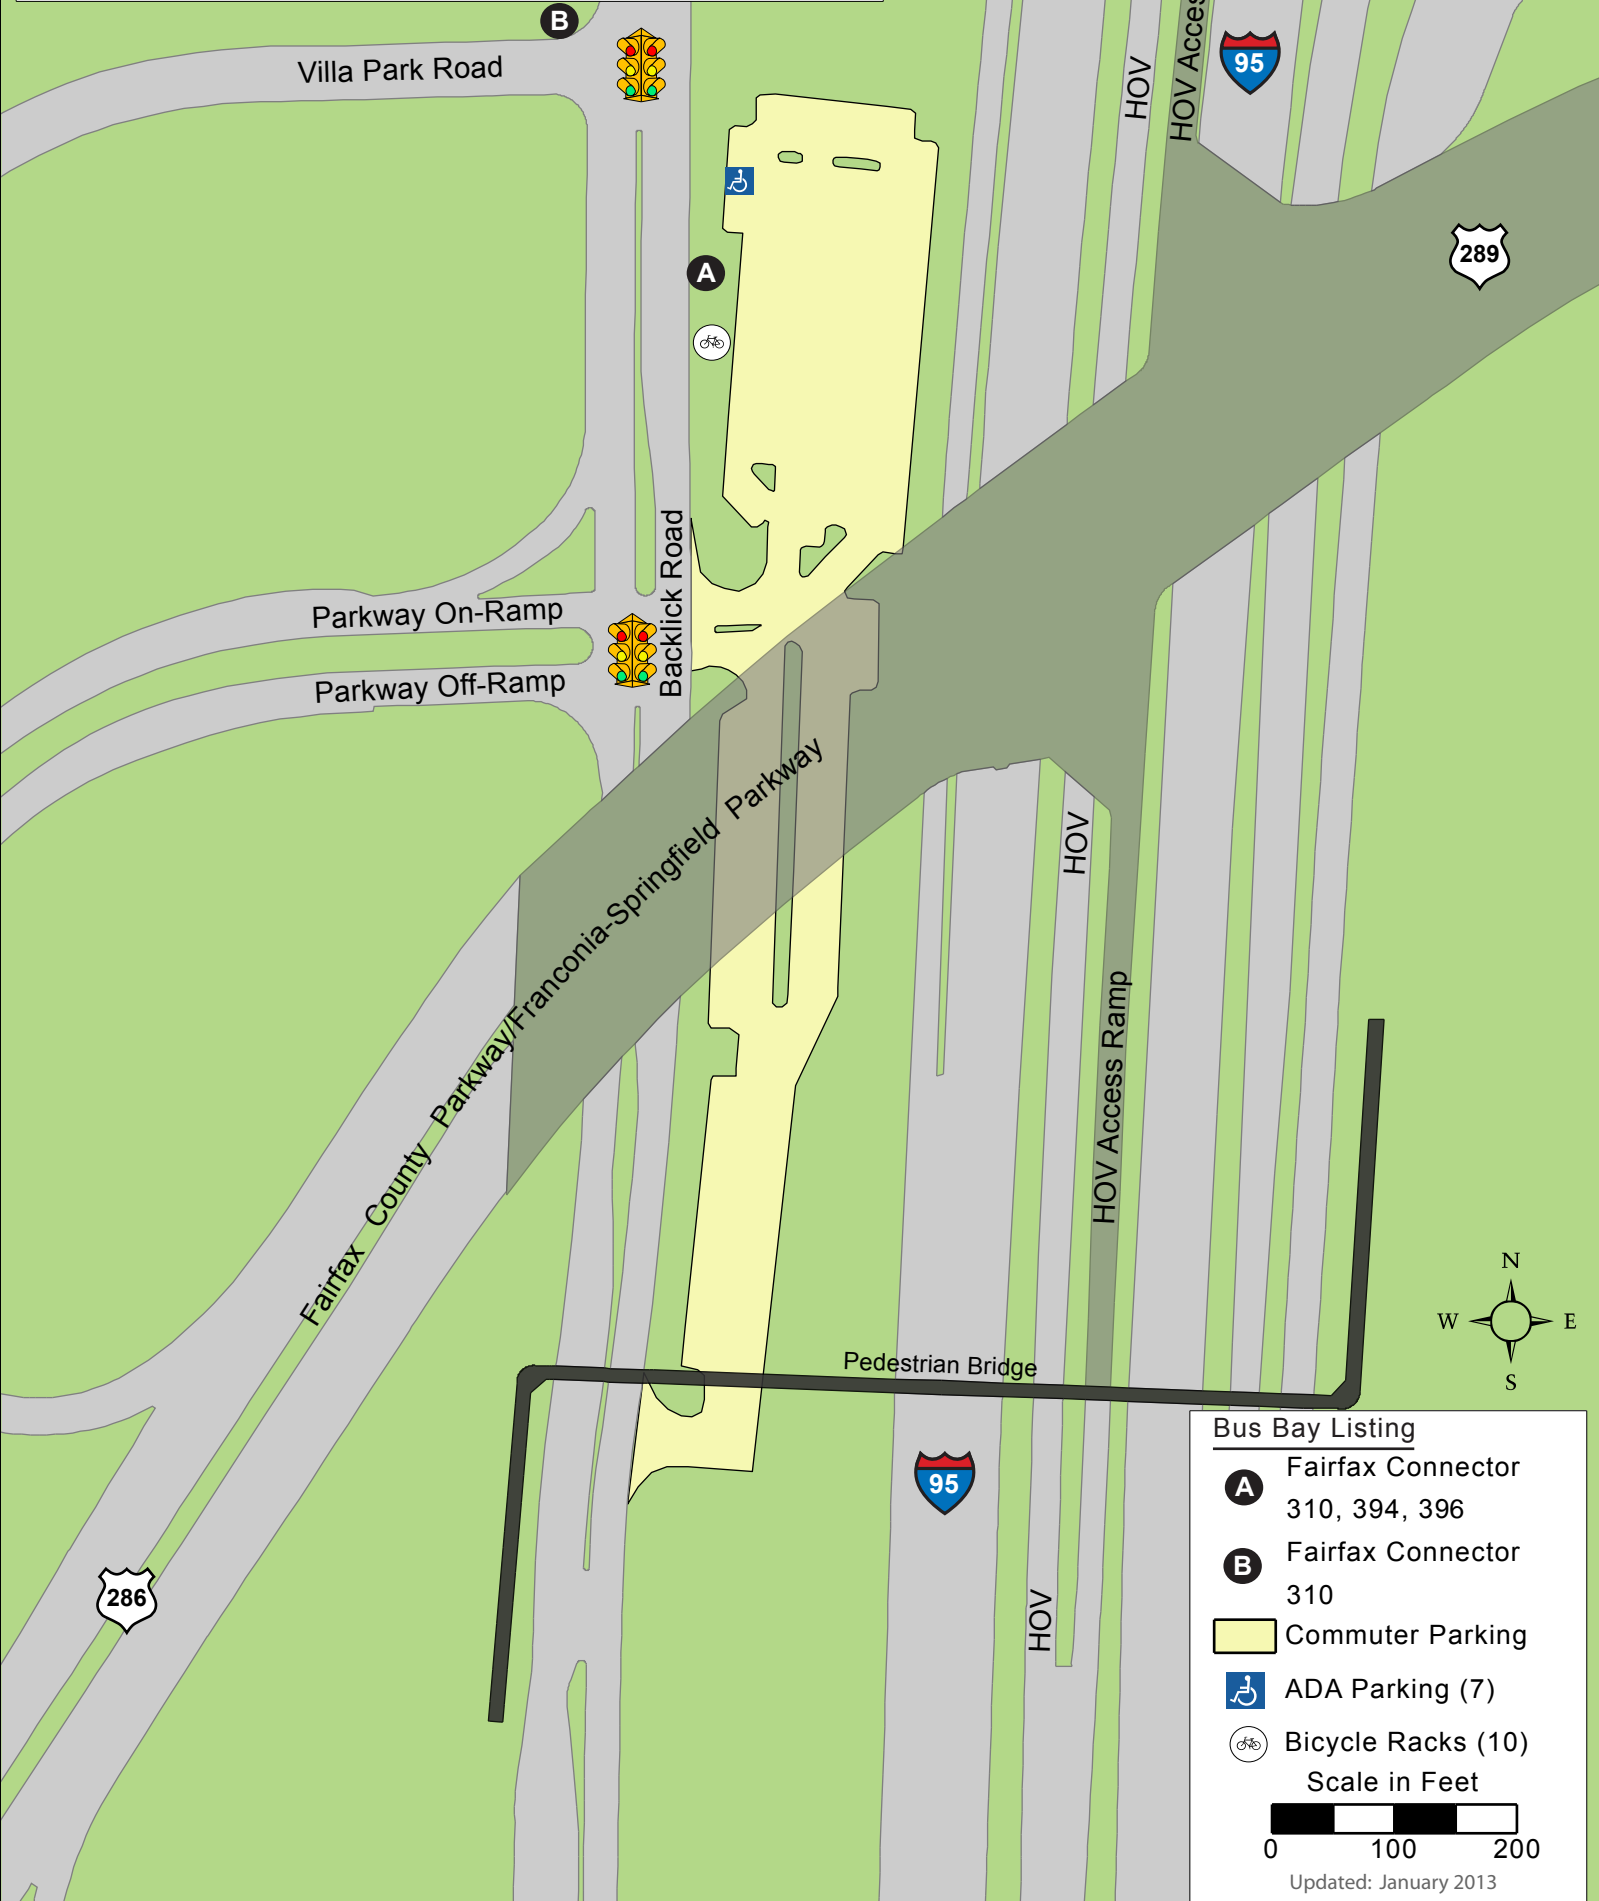 B
Villa Park Road
HOV
HOV Acces
95
289
A
Backlick Road
Parkway On-Ramp
Parkway Off-Ramp
Fairfax County Parkway/Franconia-Springfield Parkway
HOV
HOV Access Ramp
N
W E
S
Pedestrian Bridge
95
286
HOV
Bus Bay Listing
A Fairfax Connector
310, 394, 396
B Fairfax Connector
310
Commuter Parking
ADA Parking (7)
Bicycle Racks (10)
Scale in Feet
0 100 200
Updated: January 2013